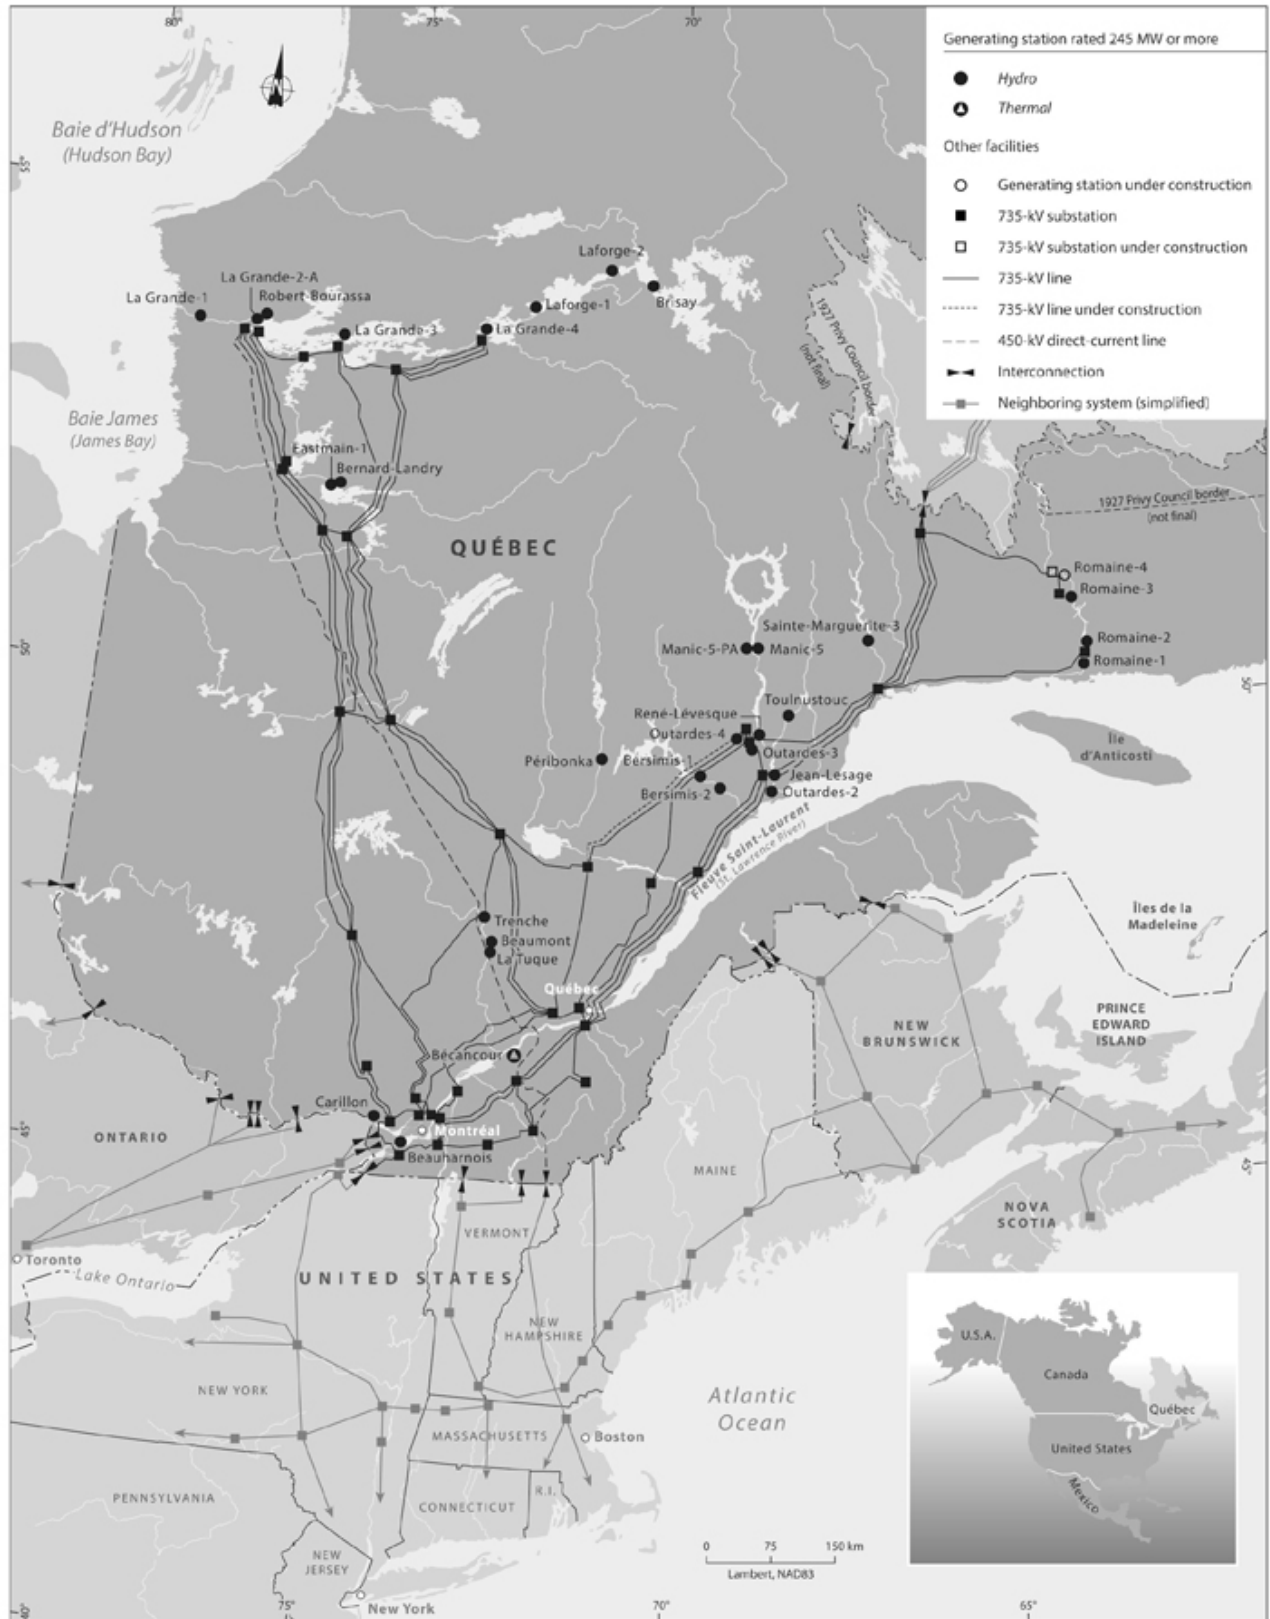 80°
75°
70°
Generating station rated 245 MW or more
Hydro
Thermal
Other facilities
Generating station under construction
735-kV substation
735-kV substation under construction
735-kV line
735-kV line under construction
450-kV direct-current line
Interconnection
Neighboring system (simplified)
Baie d'Hudson
(Hudson Bay)
55°
Laforge-2
La Grande-2-A
La Grande-1
Robert-Bourassa
Brisay
Laforge-1
La Grande-3
La Grande-4
1927 Privy Council border
(not final)
Baie James
(James Bay)
Eastmain-1
Bernard-Landry
1927 Privy Council border
(not final)
QUÉBEC
Romaine-4
Romaine-3
Sainte-Marguerite-3
Romaine-2
50°
Manic-5-PA
Manic-5
Romaine-1
50°
Toulnustouc
René-Lévesque
Outardes-4
Île
d'Anticosti
Péribonka
Bersimis-1
Outardes-3
Jean-Lesage
Bersimis-2
Outardes-2
Fleuve Saint-Laurent
(St. Lawrence River)
Trenche
Îles de la
Madeleine
Beaumont
La Tuque
Québec
PRINCE
EDWARD
ISLAND
NEW
BRUNSWICK
Bécancour
Carillon
45°
ONTARIO
Montréal
Beauharnois
MAINE
45°
NOVA
SCOTIA
VERMONT
Toronto
Lake Ontario
UNITED STATES
NEW
HAMPSHIRE
U.S.A.
Canada
NEW YORK
Atlantic
Ocean
Québec
MASSACHUSETTS
Boston
United States
PENNSYLVANIA
CONNECTICUT
R.I.
Mexico
0
75
150 km
NEW
JERSEY
Lambert, NAD83
New York
40°
75°
70°
65°